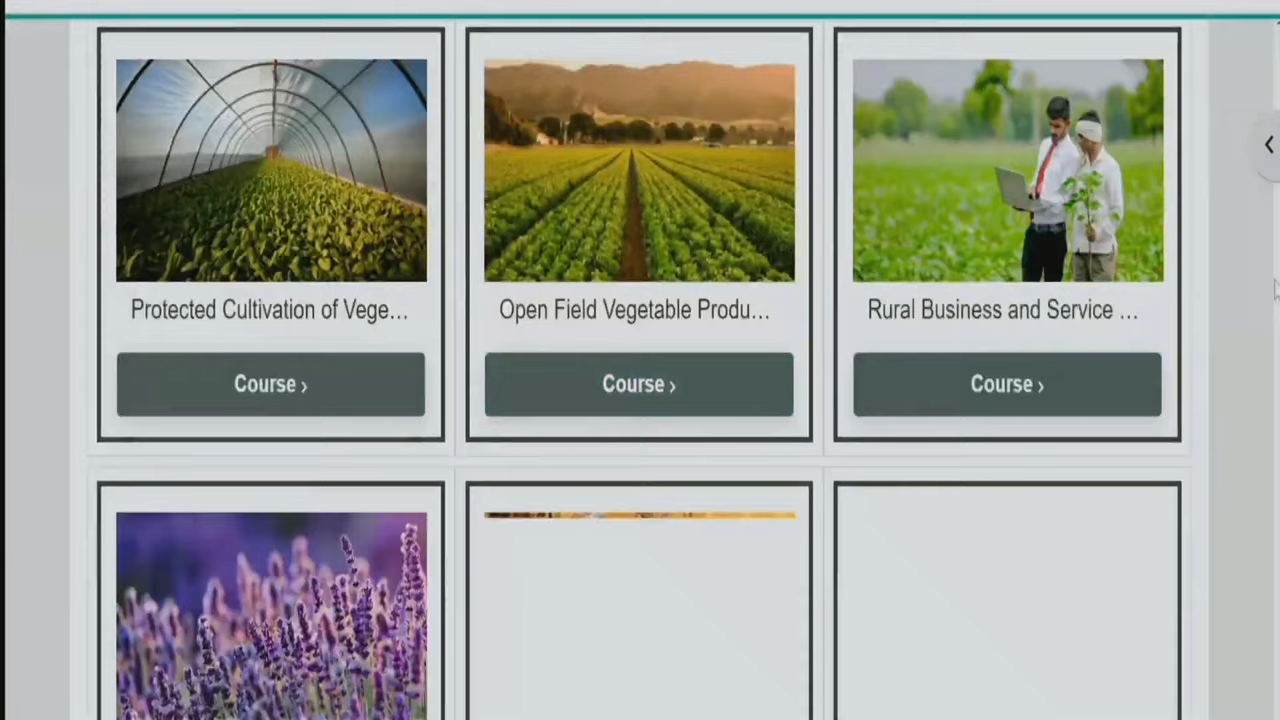 Protected Cultivation of Vege...
Open Field Vegetable Produ...
Rural Business and Service ...
Course ›
Course ›
Course ›